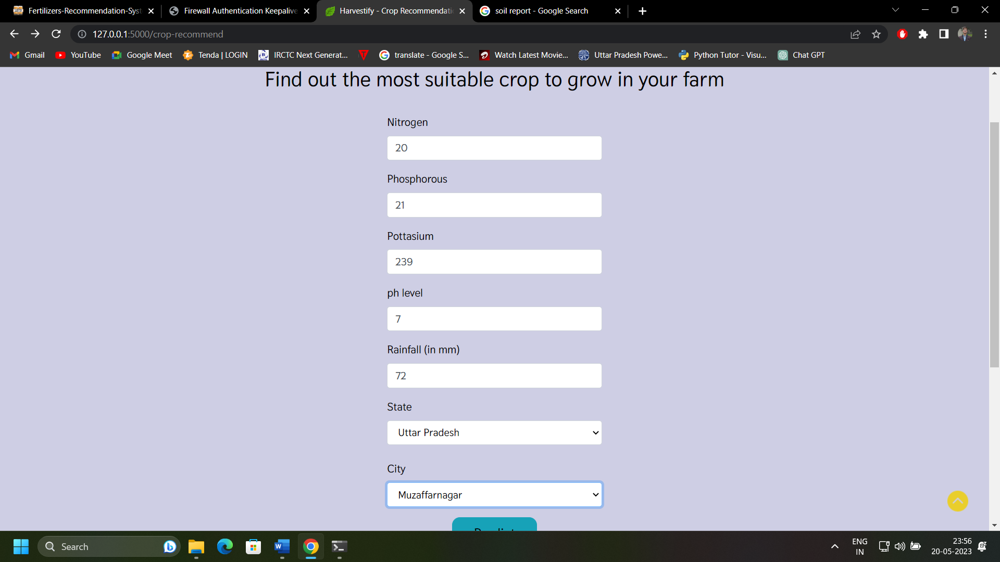 Fertilizers-Recommendation-Syst
Firewall Authentication Keepalive
Harvestify - Crop Recommendatio
soil report - Google Search
127.0.0.1:5000/crop-recommend
Gmail
YouTube
Google Meet
Tenda | LOGIN
IRCTC Next Generat...
translate - Google S...
Watch Latest Movie...
Uttar Pradesh Powe...
Python Tutor - Visu...
Chat GPT
Find out the most suitable crop to grow in your farm
Nitrogen
20
Phosphorous
21
Pottasium
239
ph level
7
Rainfall (in mm)
72
State
Uttar Pradesh
City
Muzaffarnagar
Search
ENG
IN
23:56
20-05-2023